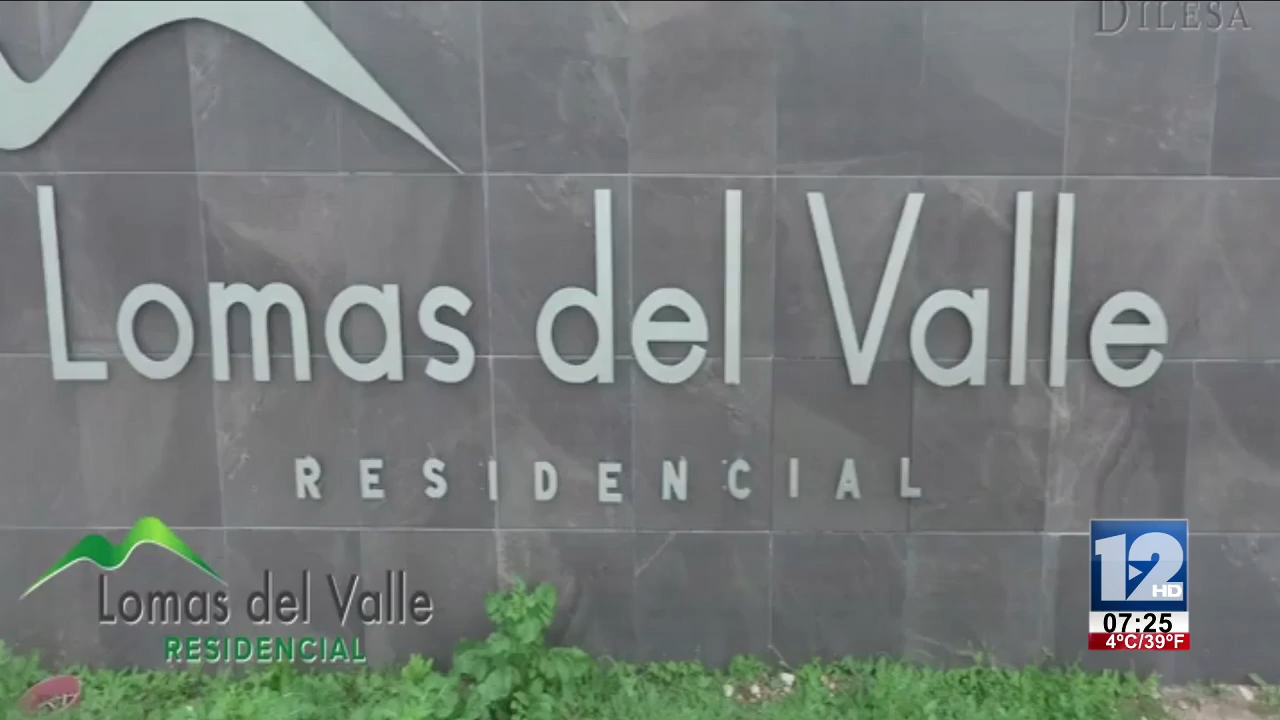 DILESA
Lomas del Valle
RESIDENCIAL
Lomas del Valle
RESIDENCIAL
12
HD
07:25
4°C/39°F